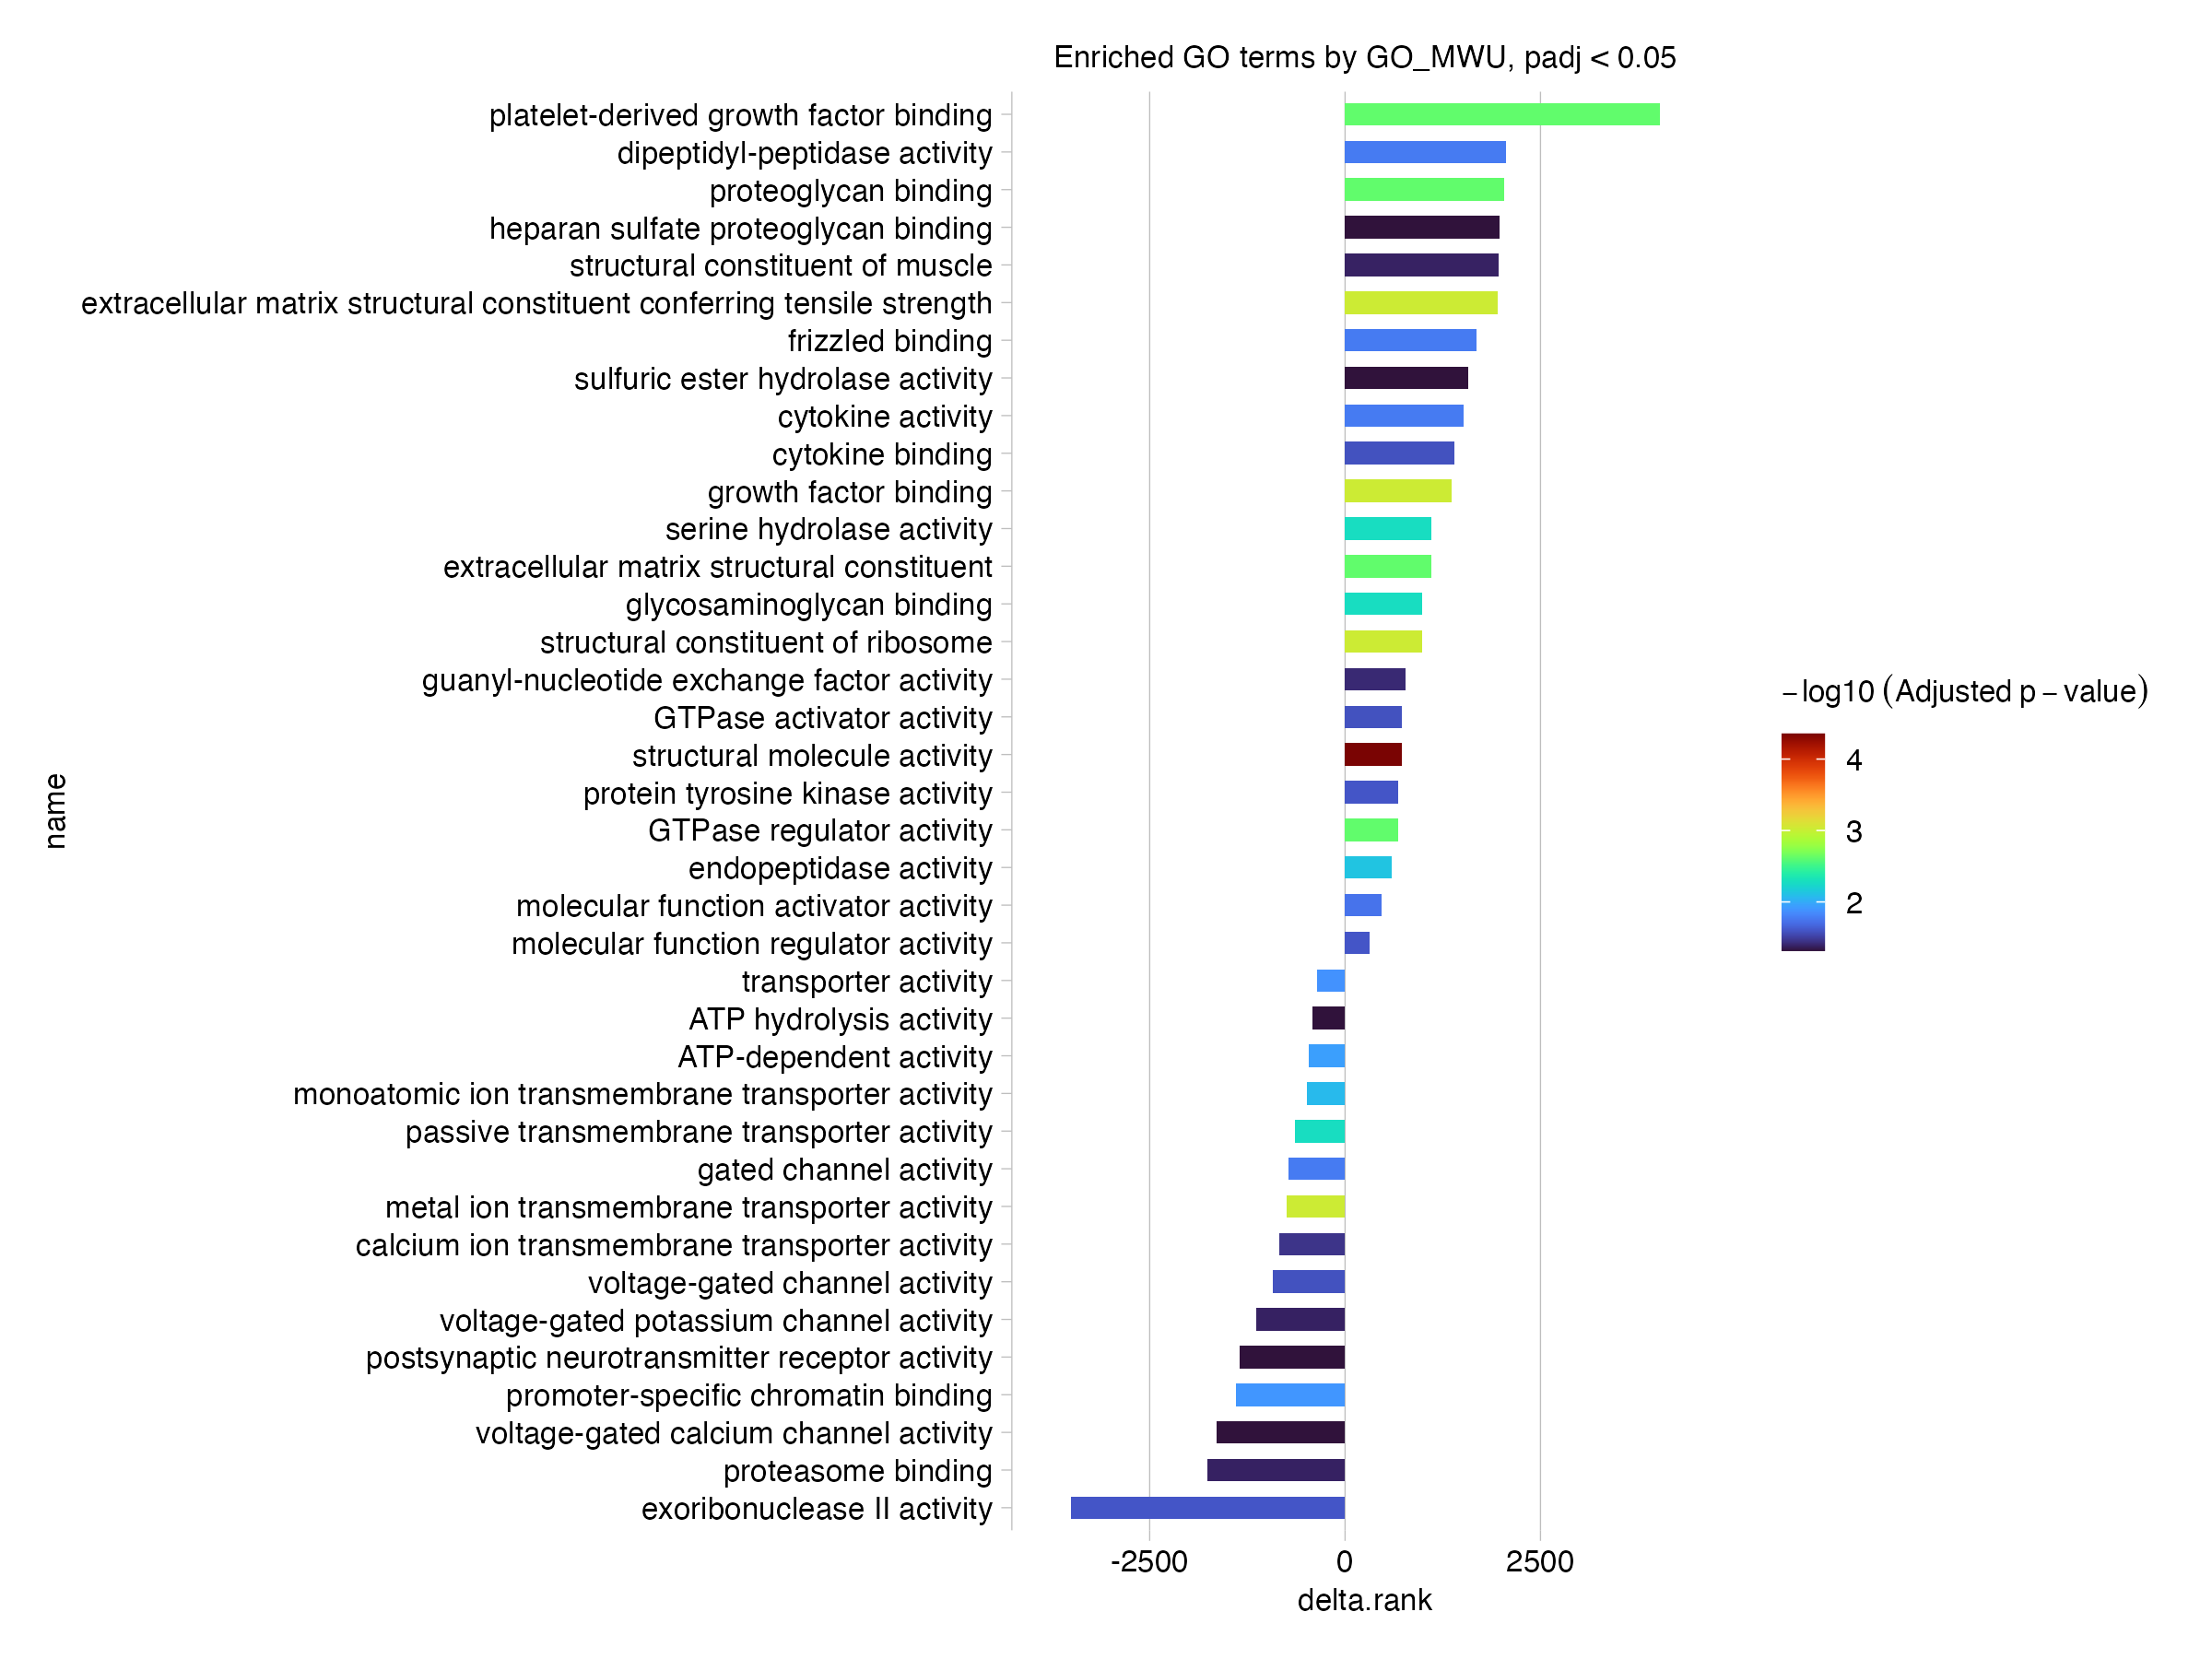 Enriched GO terms by GO_MWU, padj < 0.05
platelet-derived growth factor binding
dipeptidyl-peptidase activity
proteoglycan binding
heparan sulfate proteoglycan binding
structural constituent of muscle
extracellular matrix structural constituent conferring tensile strength
frizzled binding
sulfuric ester hydrolase activity
cytokine activity
cytokine binding
growth factor binding
serine hydrolase activity
extracellular matrix structural constituent
glycosaminoglycan binding
structural constituent of ribosome
guanyl-nucleotide exchange factor activity
GTPase activator activity
structural molecule activity
protein tyrosine kinase activity
GTPase regulator activity
endopeptidase activity
molecular function activator activity
molecular function regulator activity
transporter activity
ATP hydrolysis activity
ATP-dependent activity
monoatomic ion transmembrane transporter activity
passive transmembrane transporter activity
gated channel activity
metal ion transmembrane transporter activity
calcium ion transmembrane transporter activity
voltage-gated channel activity
voltage-gated potassium channel activity
postsynaptic neurotransmitter receptor activity
promoter-specific chromatin binding
voltage-gated calcium channel activity
proteasome binding
exoribonuclease II activity
name
-2500 0 2500
delta.rank
−log10 (Adjusted p−value)
4
3
2